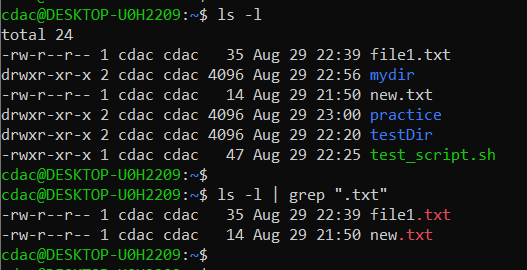 cdac@DESKTOP-U0H2209:~$ ls -l
total 24
-rw-r--r-- 1 cdac cdac   35 Aug 29 22:39 file1.txt
drwxr-xr-x 2 cdac cdac 4096 Aug 29 22:56 mydir
-rw-r--r-- 1 cdac cdac   14 Aug 29 21:50 new.txt
drwxr-xr-x 2 cdac cdac 4096 Aug 29 23:00 practice
drwxr-xr-x 2 cdac cdac 4096 Aug 29 22:20 testDir
-rwxr-xr-x 1 cdac cdac   47 Aug 29 22:25 test_script.sh
cdac@DESKTOP-U0H2209:~$
cdac@DESKTOP-U0H2209:~$ ls -l | grep ".txt"
-rw-r--r-- 1 cdac cdac   35 Aug 29 22:39 file1.txt
-rw-r--r-- 1 cdac cdac   14 Aug 29 21:50 new.txt
cdac@DESKTOP-U0H2209:~$